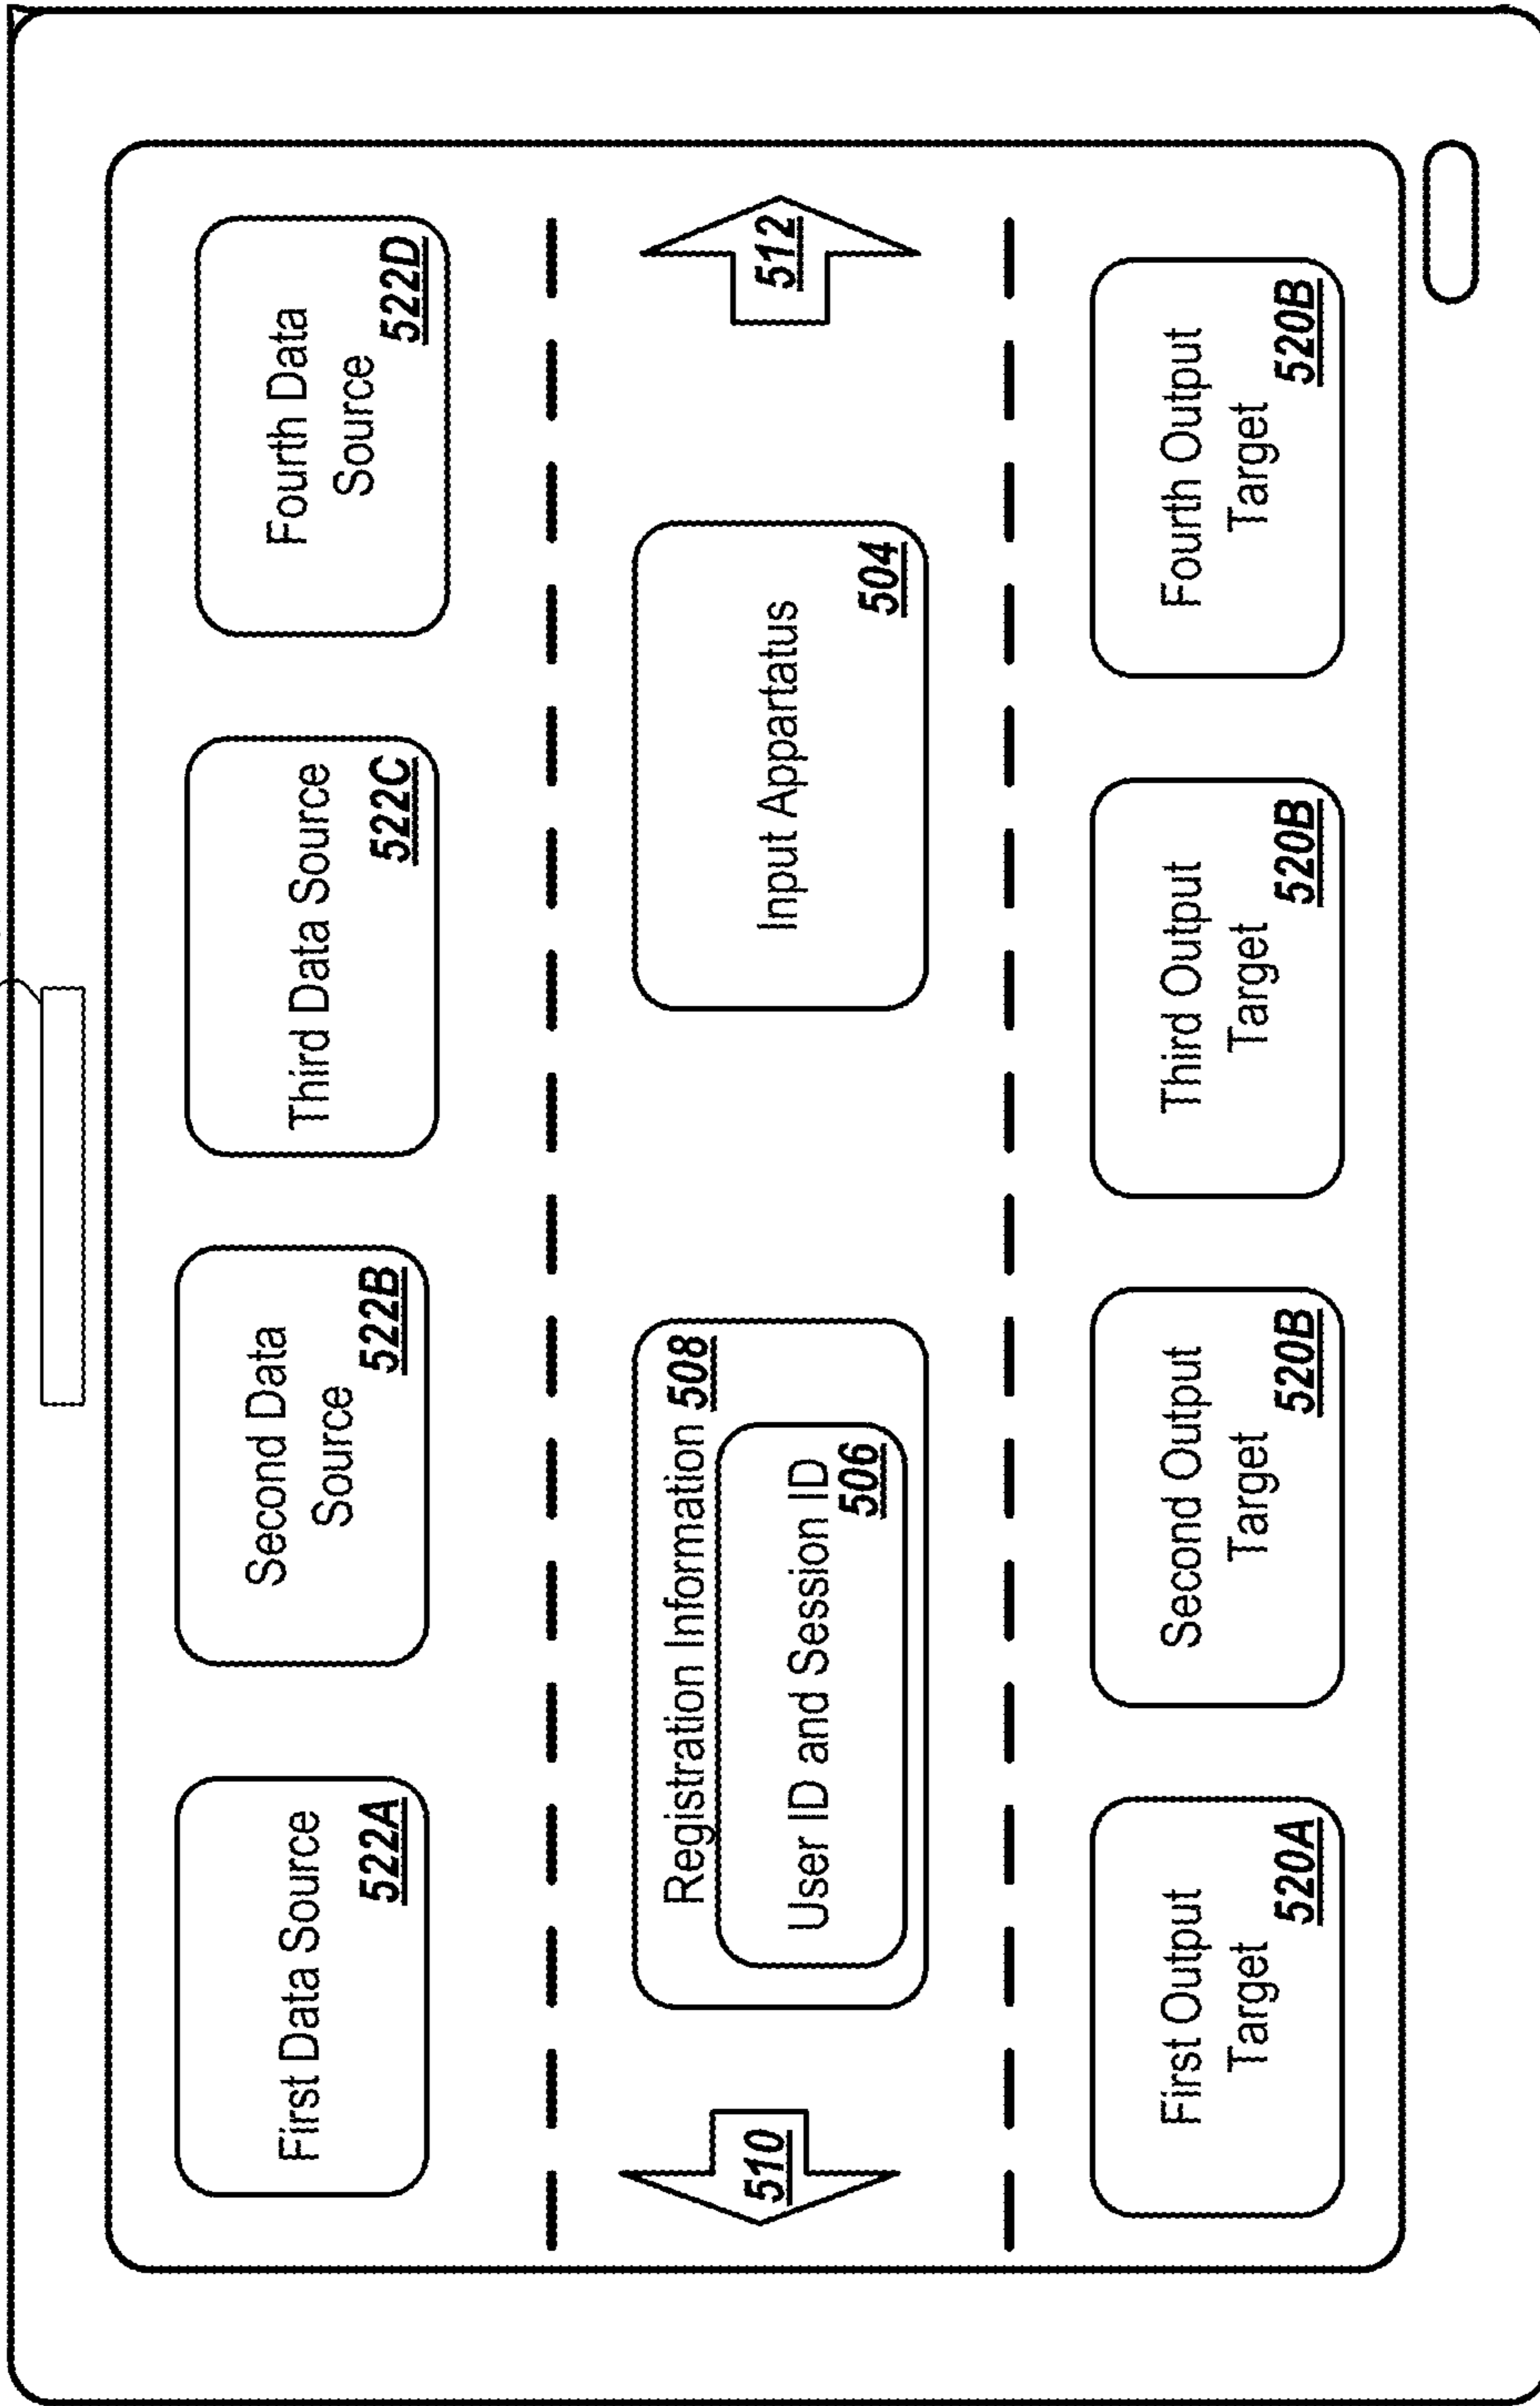 First Data Source
522A
Second Data
Source
522B
Third Data Source
522C
Fourth Data
Source
522D
510
Registration Information 508
User ID and Session ID
506
Input Appartatus
504
512
First Output
Target
520A
Second Output
Target
520B
Third Output
Target
520B
Fourth Output
Target
520B